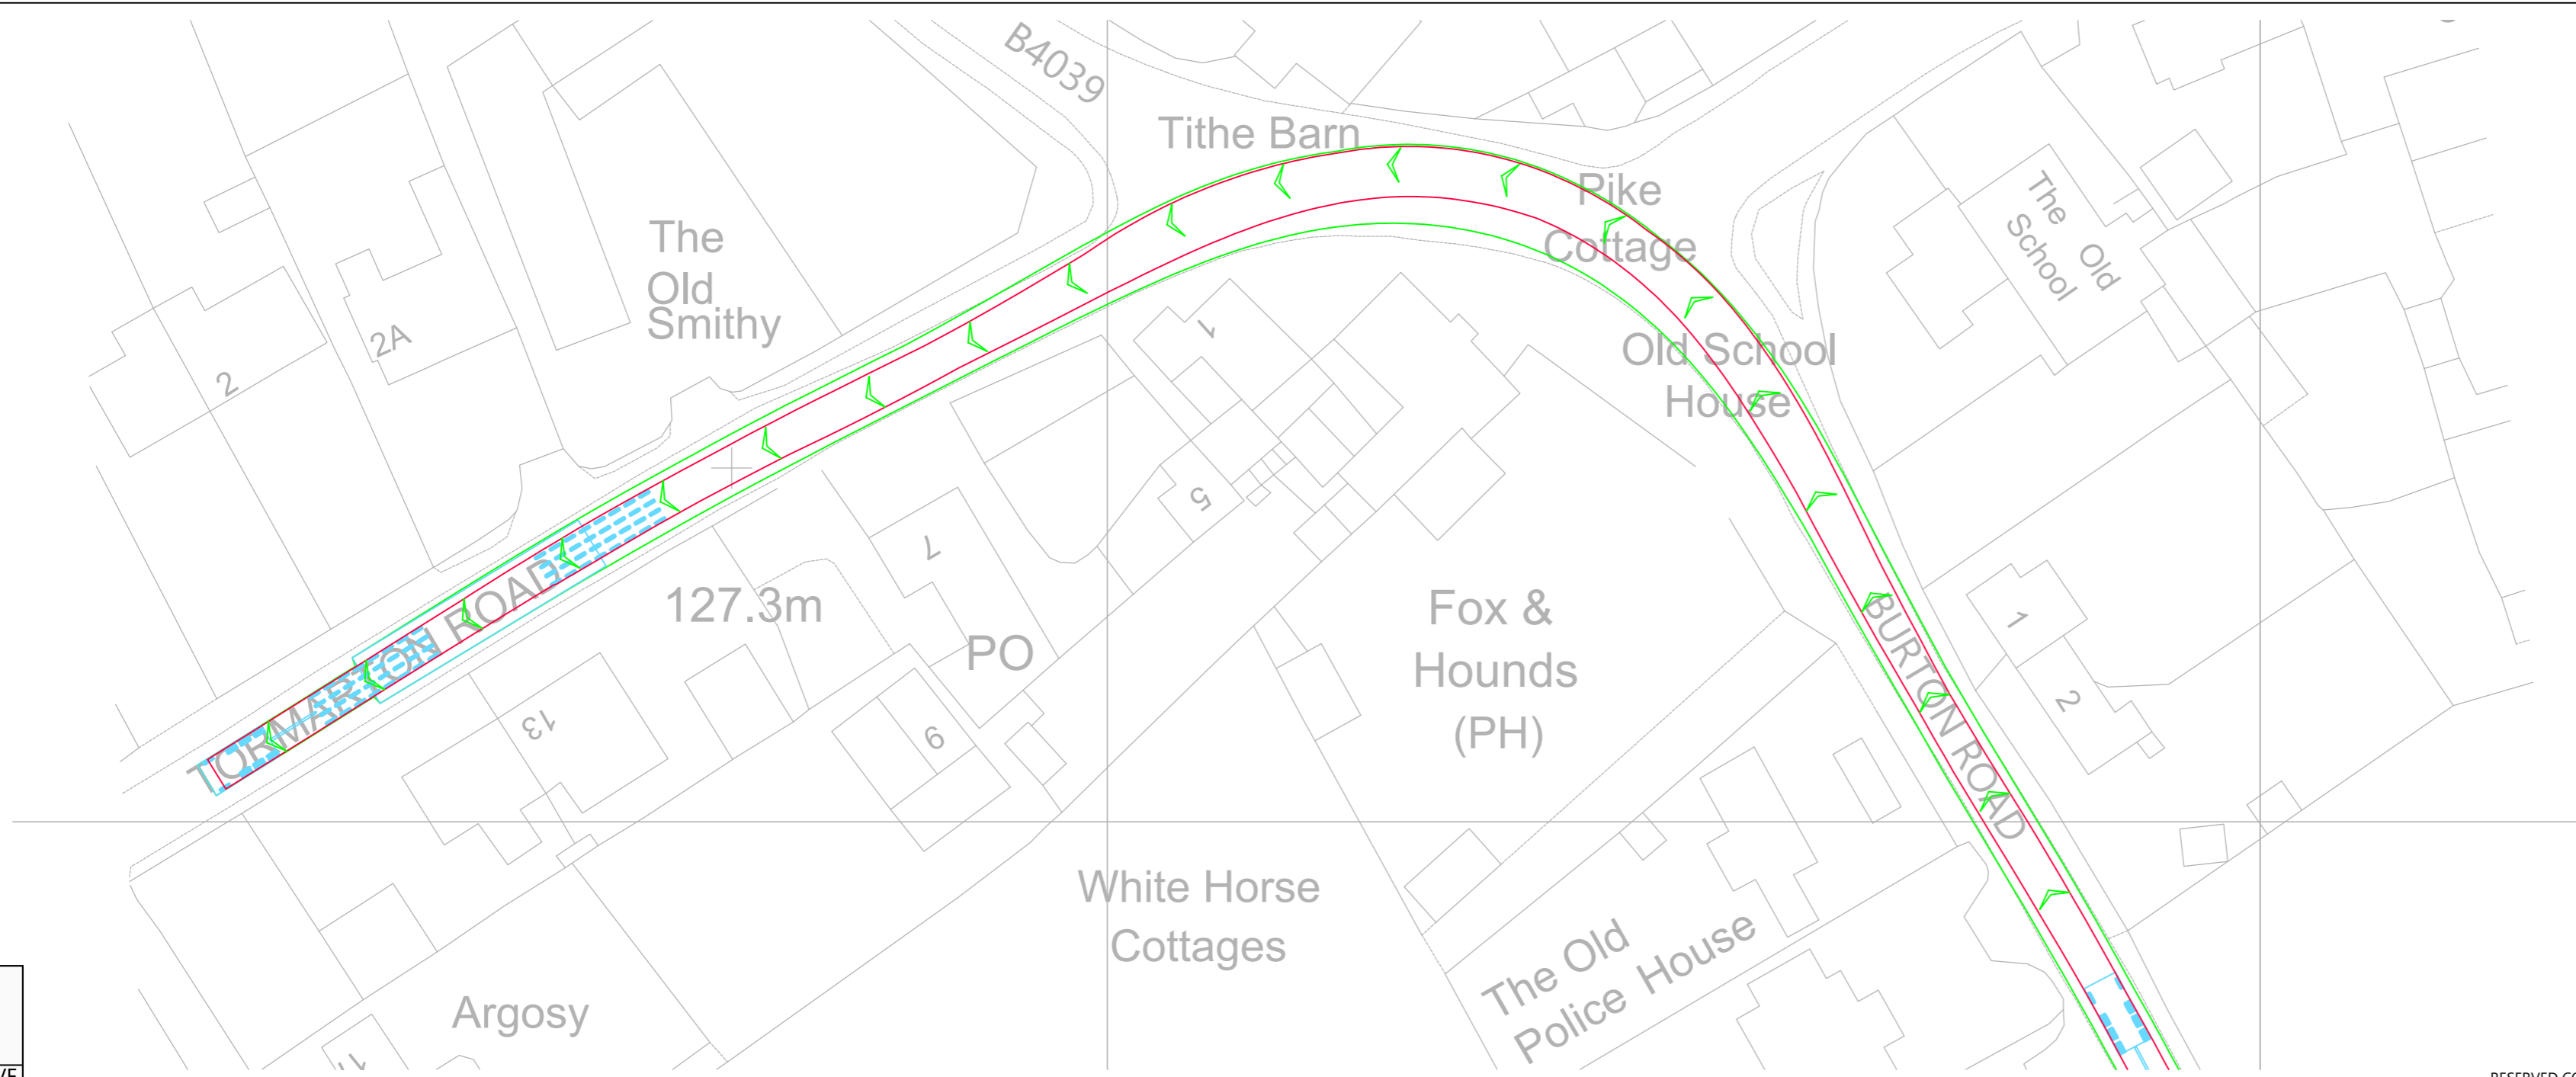 B4039
Tithe Barn
Pike
Cottage
The Old
School
The
Old
Smithy
2A
2
1
Old School
House
5
7
127.3m
PO
Fox &
Hounds
(PH)
TORMARTON ROAD
BURTON ROAD
1
2
13
9
White Horse
Cottages
The Old
Police House
Argosy